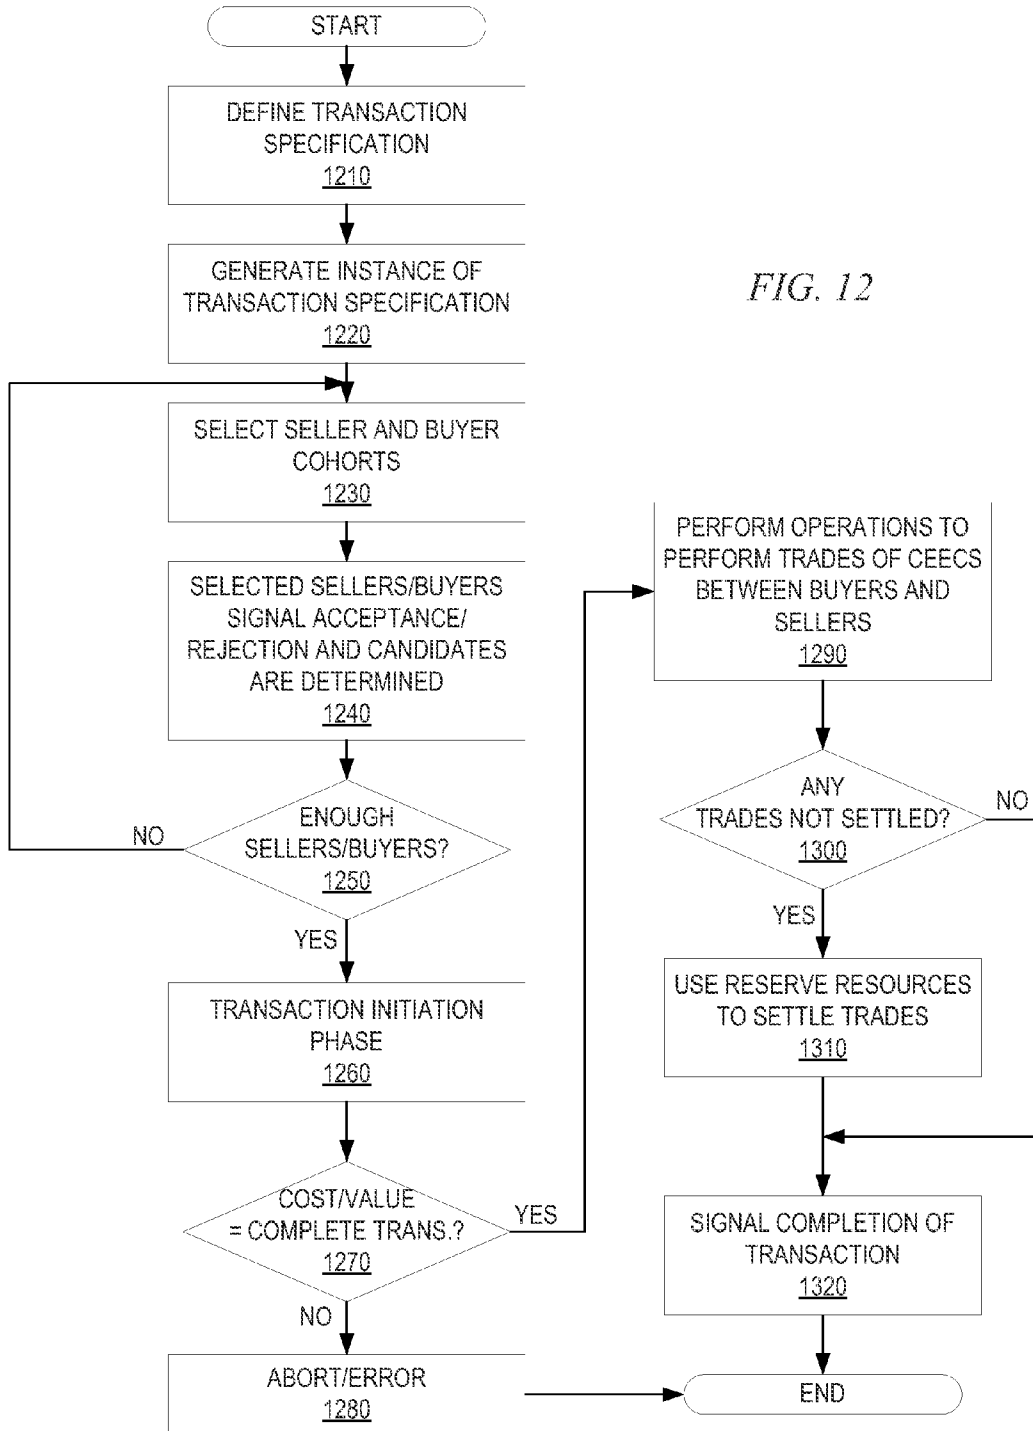 START
DEFINE TRANSACTION
SPECIFICATION
1210
GENERATE INSTANCE OF
TRANSACTION SPECIFICATION
1220
FIG. 12
SELECT SELLER AND BUYER
COHORTS
1230
SELECTED SELLERS/BUYERS
SIGNAL ACCEPTANCE/
REJECTION AND CANDIDATES
ARE DETERMINED
1240
NO
ENOUGH
SELLERS/BUYERS?
1250
YES
TRANSACTION INITIATION
PHASE
1260
COST/VALUE
= COMPLETE TRANS.?
1270
YES
NO
ABORT/ERROR
1280
PERFORM OPERATIONS TO
PERFORM TRADES OF CEECS
BETWEEN BUYERS AND
SELLERS
1290
ANY
TRADES NOT SETTLED?
1300
NO
YES
USE RESERVE RESOURCES
TO SETTLE TRADES
1310
SIGNAL COMPLETION OF
TRANSACTION
1320
END